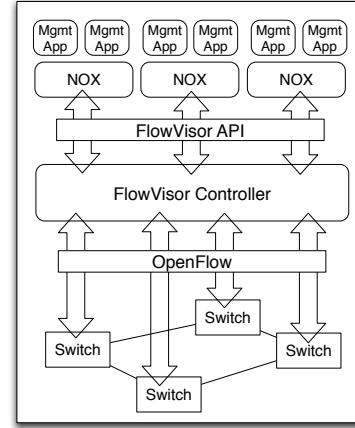 Mgmt App
Mgmt App
Mgmt App
Mgmt App
Mgmt App
Mgmt App
NOX
NOX
NOX
FlowVisor API
FlowVisor Controller
OpenFlow
Switch
Switch
Switch
Switch